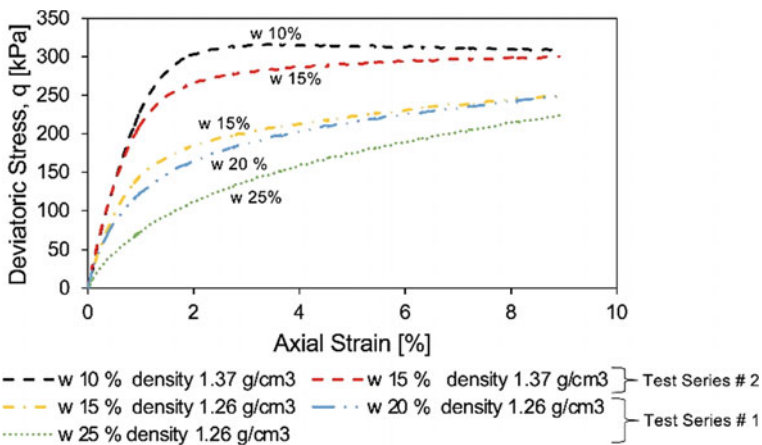 350
300
250
200
150
100
50
0
Deviatoric Stress, q [kPa]
w 10%
w 15%
w 15%
w 20 %
w 25%
0 2 4 6 8 10
Axial Strain [%]
w 10 % density 1.37 g/cm3 w 15 % density 1.37 g/cm3 Test Series # 2
w 15 % density 1.26 g/cm3 w 20 % density 1.26 g/cm3
w 25 % density 1.26 g/cm3 Test Series # 1